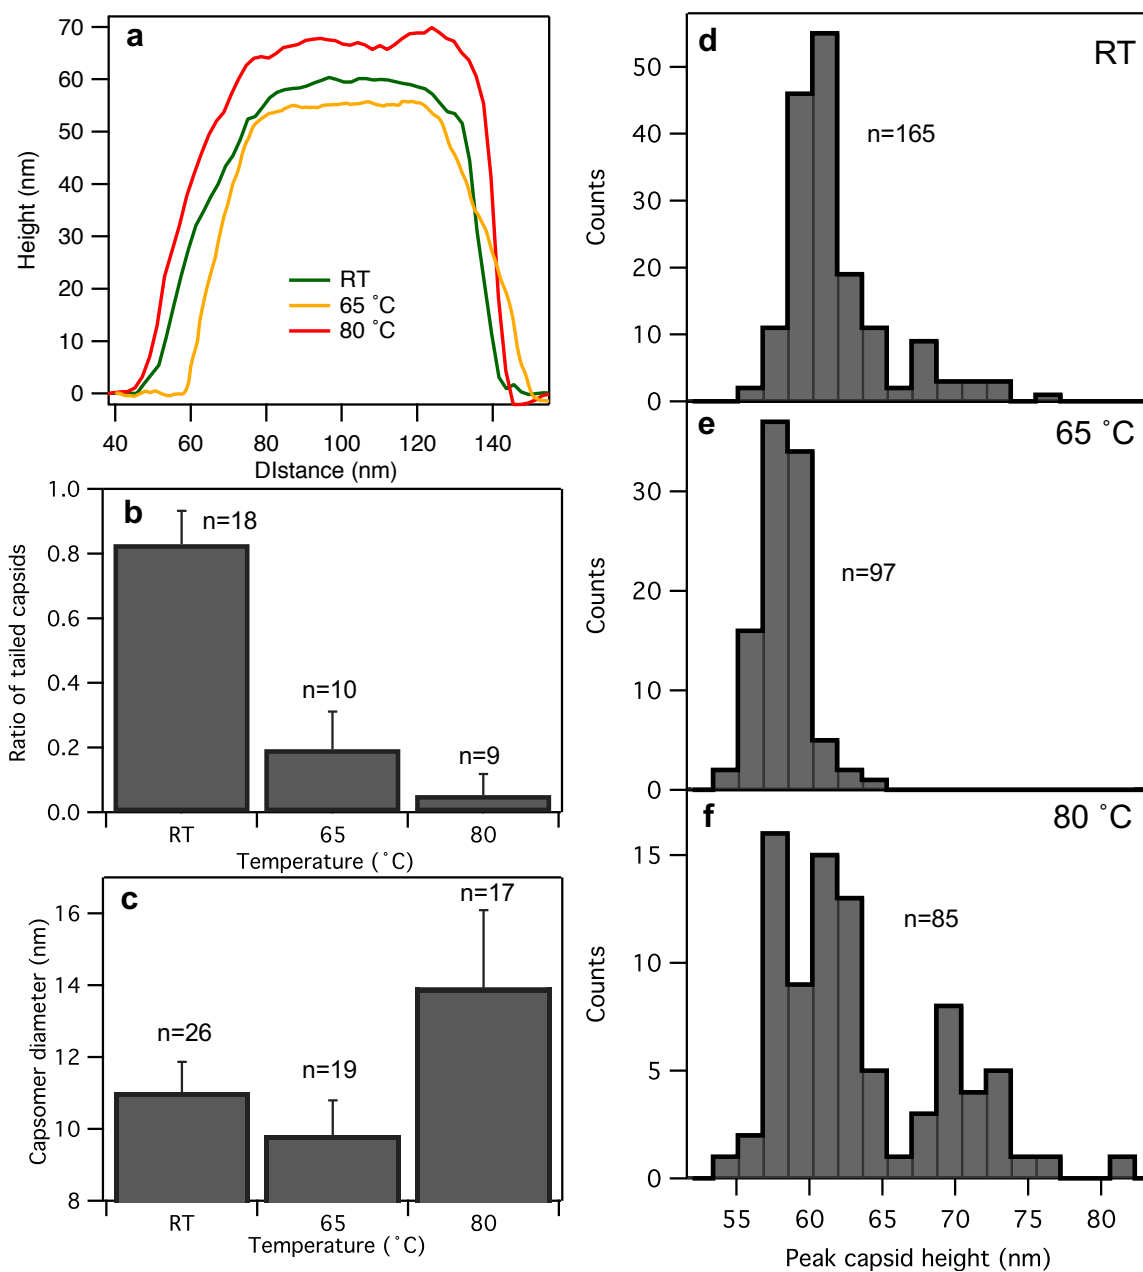 a
70
60
50
40
30
20
10
0
Height (nm)
RT
65 °C
80 °C
40 60 80 100 120 140
DIstance (nm)
b
1.0
0.8
0.6
0.4
0.2
0.0
Ratio of tailed capsids
n=18
n=10
n=9
RT 65 80
Temperature (°C)
c
16
14
12
10
8
Capsomer diameter (nm)
n=26
n=19
n=17
RT 65 80
Temperature (°C)
d
RT
50
40
30
20
10
0
Counts
n=165
e
65 °C
30
20
10
0
Counts
n=97
f
80 °C
15
10
5
0
Counts
n=85
55 60 65 70 75 80
Peak capsid height (nm)